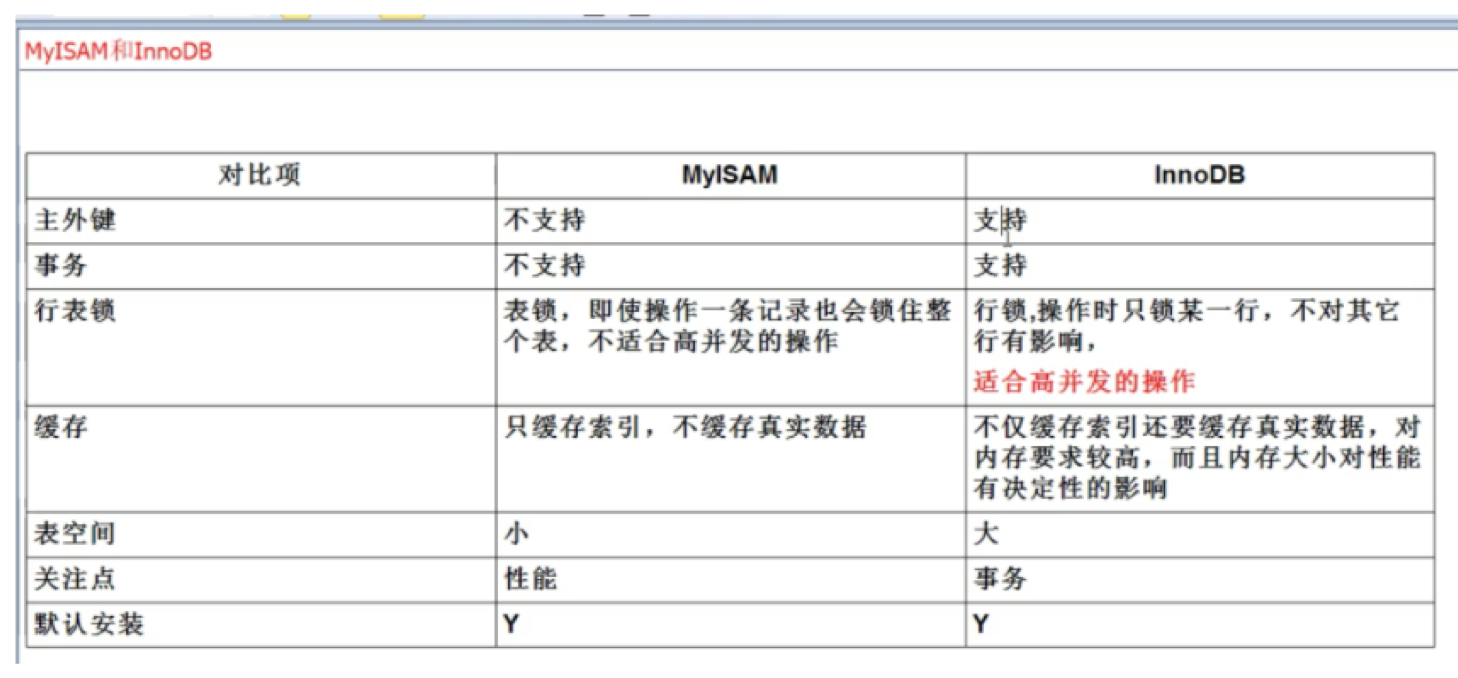 MyISAM和InnoDB
对比项 MyISAM InnoDB
主外键 不支持 支持
事务 不支持 支持
行表锁 表锁，即使操作一条记录也会锁住整 行锁,操作时只锁某一行，不对其它
个表，不适合高并发的操作 行有影响，
适合高并发的操作
缓存 只缓存索引，不缓存真实数据 不仅缓存索引还要缓存真实数据，对
内存要求较高，而且内存大小对性能
有决定性的影响
表空间 小 大
关注点 性能 事务
默认安装 Y Y